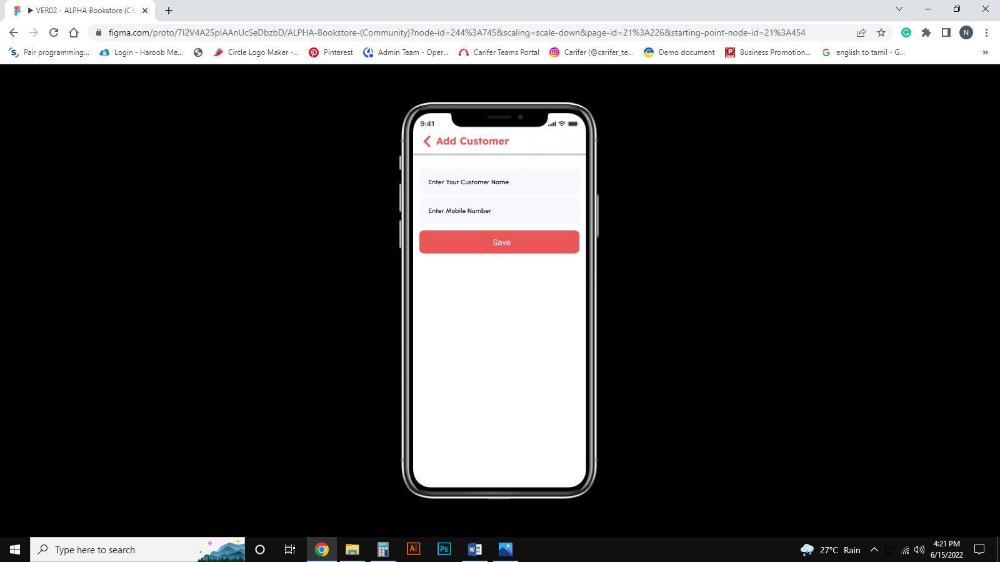 VER02 - ALPHA Bookstore (Co
figma.com/proto/7I2V4A25pIAAnUcSeDbzbD/ALPHA-Bookstore-(Community)?node-id=244%3A745&scaling=scale-down&page-id=21%3A226&starting-point-node-id=21%3A454
N
Pair programming... Login - Haroob Me... Circle Logo Maker -... Pinterest Admin Team - Oper... Carifer Teams Portal Carifer (@carifer_te... Demo document Business Promotion... english to tamil - G... »
9:41
Add Customer
Enter Your Customer Name
Enter Mobile Number
Save
Type here to search
Ai
Ps
W
27°C Rain
4:21 PM
6/15/2022